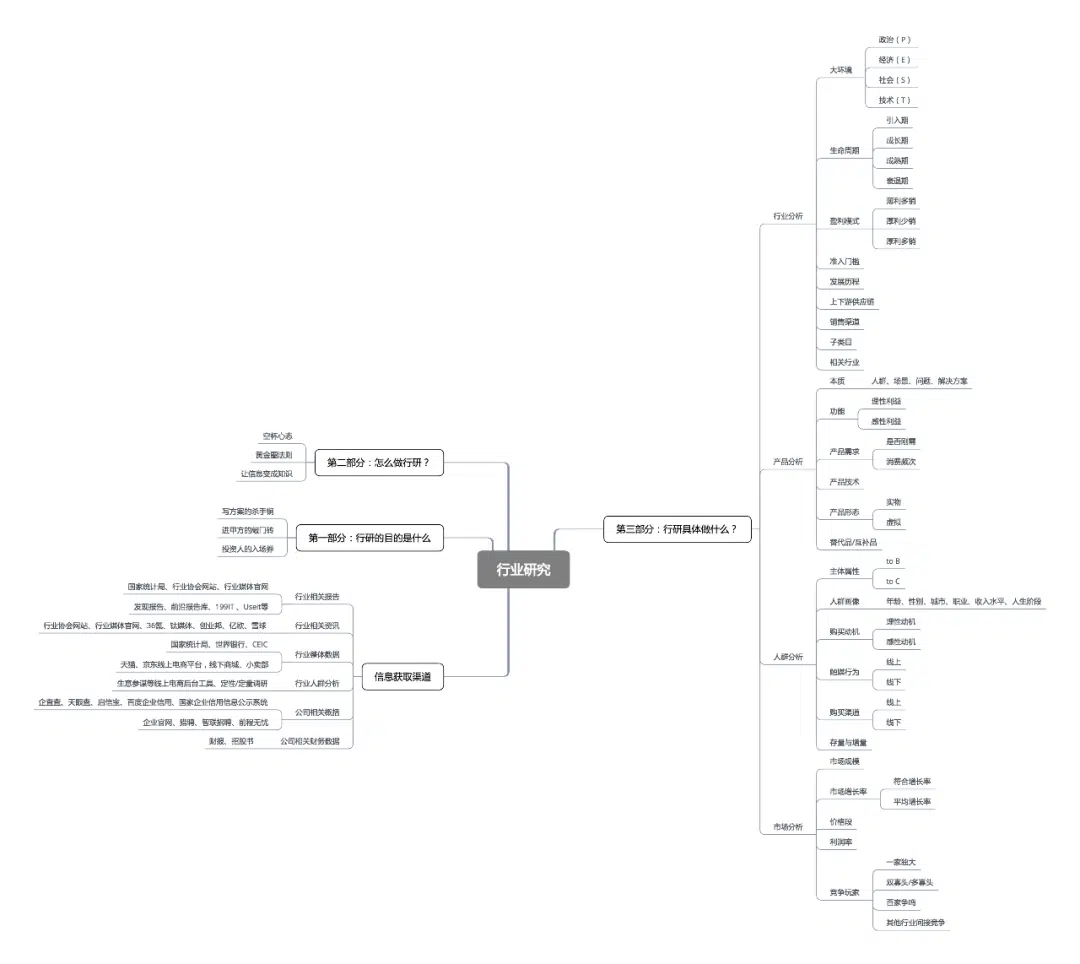 行业研究
第一部分：行研的目的是什么
写方案的杀手锏
进甲方的敲门砖
投资人的入场券
第二部分：怎么做行研？
空杯心态
黄金圈法则
让信息变成知识
第三部分：行研具体做什么？
行业分析
大环境
政治（P）
经济（E）
社会（S）
技术（T）
生命周期
引入期
成长期
成熟期
衰退期
盈利模式
薄利多销
厚利少销
厚利多销
准入门槛
发展历程
上下游供应链
销售渠道
子类目
相关行业
产品分析
本质
人群、场景、问题、解决方案
功能
理性利益
感性利益
产品需求
是否刚需
消费频次
产品技术
产品形态
实物
虚拟
替代品/互补品
人群分析
主体属性
to B
to C
人群画像
年龄、性别、城市、职业、收入水平、人生阶段
购买动机
理性动机
感性动机
触媒行为
线上
线下
购买渠道
线上
线下
存量与增量
市场分析
市场规模
市场增长率
符合增长率
平均增长率
价格段
利润率
竞争玩家
一家独大
双寡头/多寡头
百家争鸣
其他行业间接竞争
信息获取渠道
行业相关报告
国家统计局、行业协会网站、行业媒体官网
发现报告、前沿报告库、199IT 、Useit等
行业相关资讯
行业协会网站、行业媒体官网、36氪、钛媒体、创业邦、亿欧、雪球
行业媒体数据
国家统计局、世界银行、CEIC
天猫、京东线上电商平台，线下商城、小卖部
行业人群分析
生意参谋等线上电商后台工具、定性/定量调研
公司相关概括
企查查、天眼查、启信宝、百度企业信用、国家企业信用信息公示系统
企业官网、猎聘、智联招聘、前程无忧
公司相关财务数据
财报、招股书